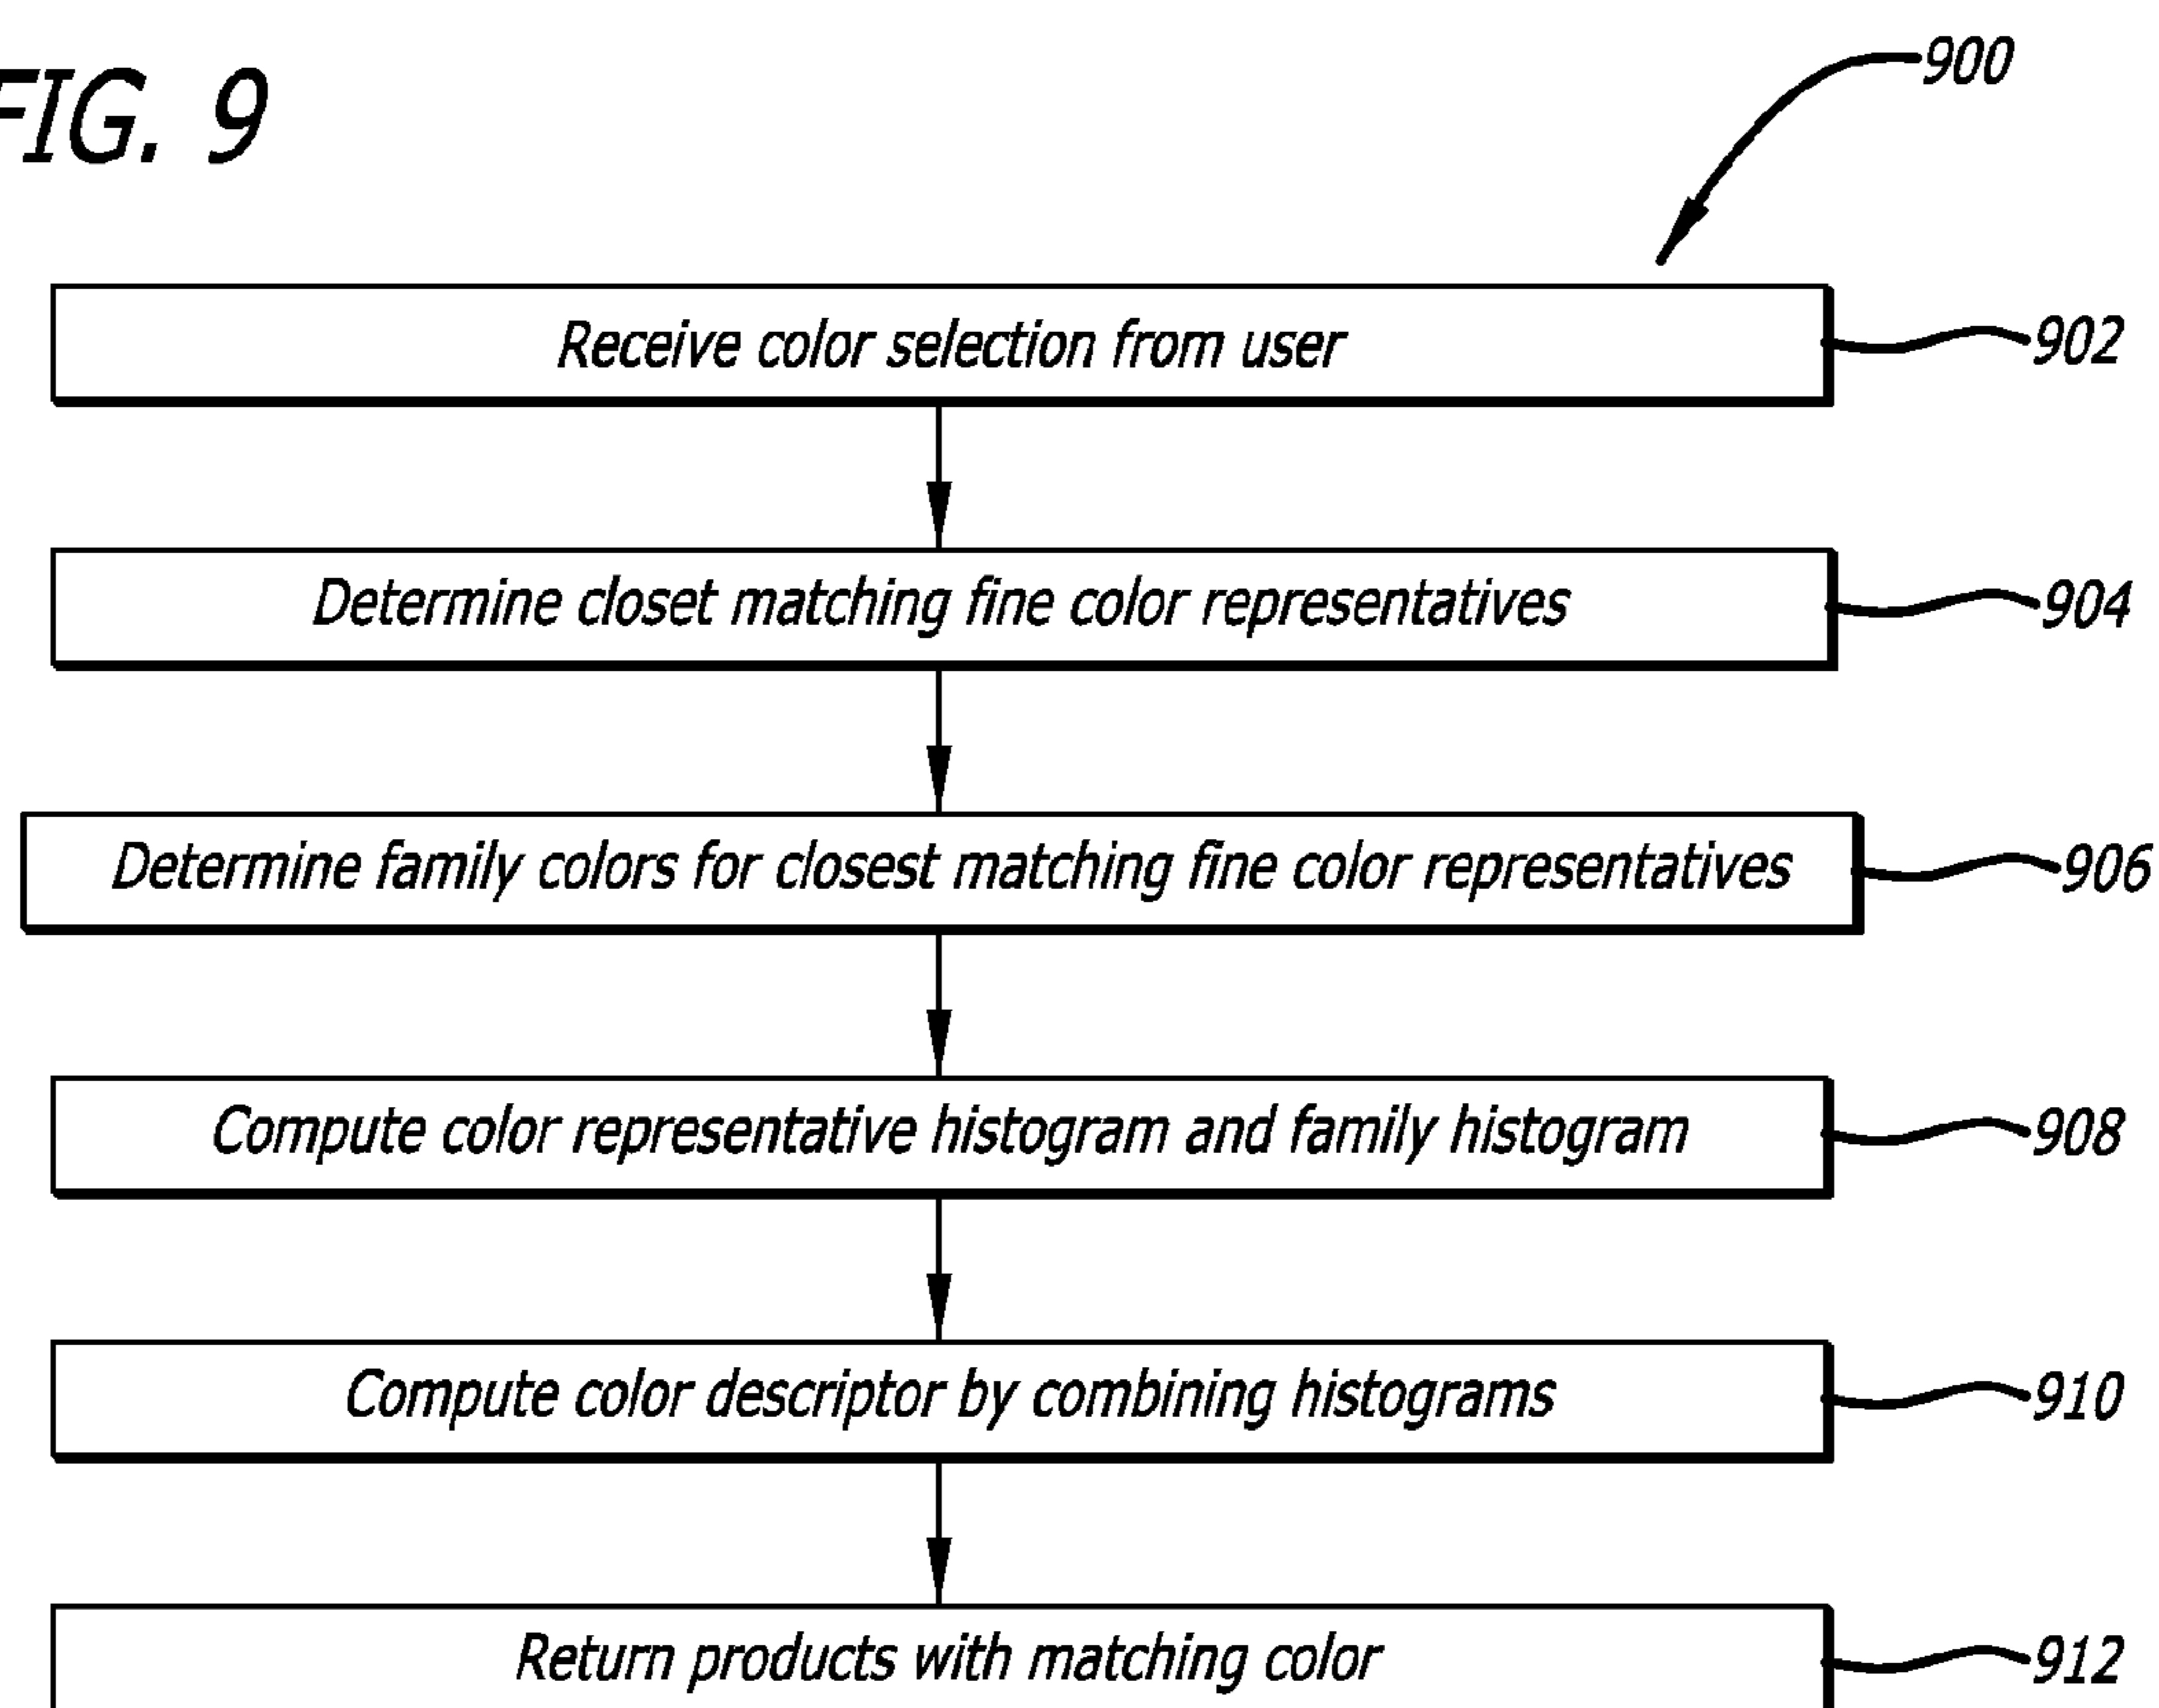 FIG. 9
900
Receive color selection from user
902
Determine closet matching fine color representatives
904
Determine family colors for closest matching fine color representatives
906
Compute color representative histogram and family histogram
908
Compute color descriptor by combining histograms
910
Return products with matching color
912